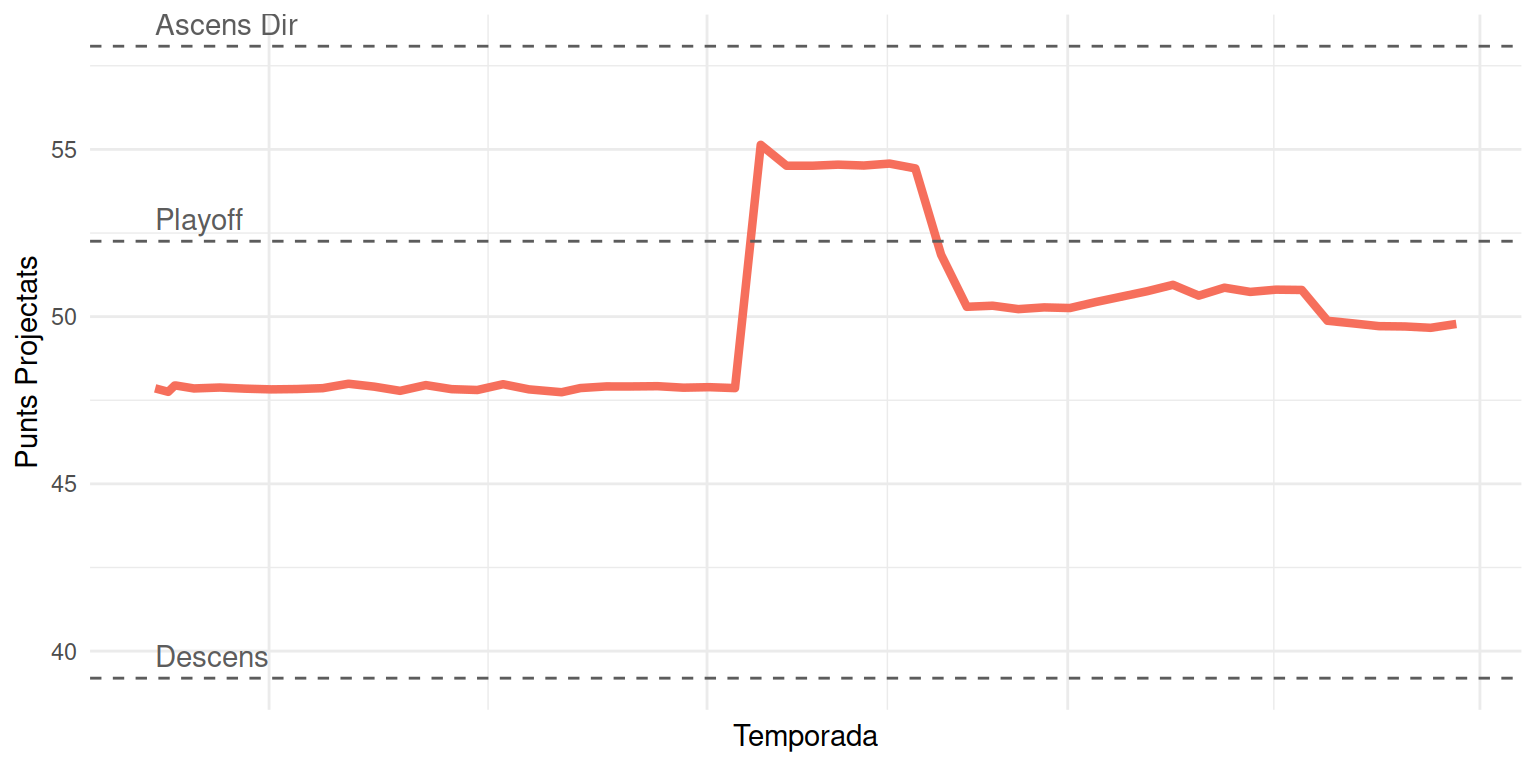 Ascens Dir
55
Playoff
50
45
40
Descens
Punts Projectats
Temporada